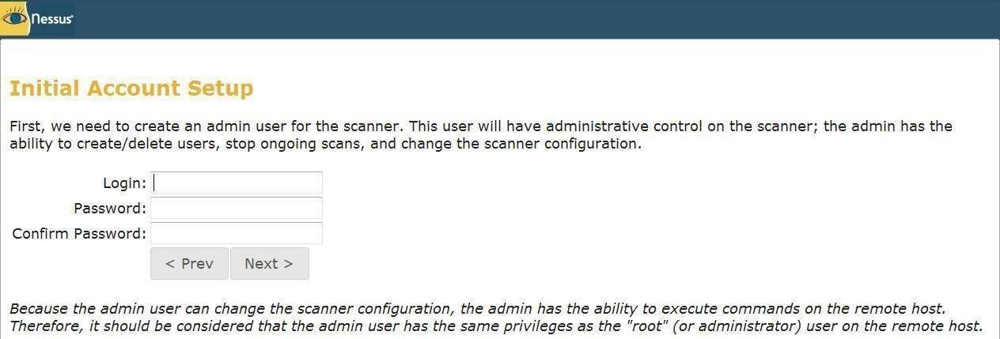 Nessus
Initial Account Setup
First, we need to create an admin user for the scanner. This user will have administrative control on the scanner; the admin has the
ability to create/delete users, stop ongoing scans, and change the scanner configuration.
Login:
Password:
Confirm Password:
< Prev Next >
Because the admin user can change the scanner configuration, the admin has the ability to execute commands on the remote host.
Therefore, it should be considered that the admin user has the same privileges as the "root" (or administrator) user on the remote host.